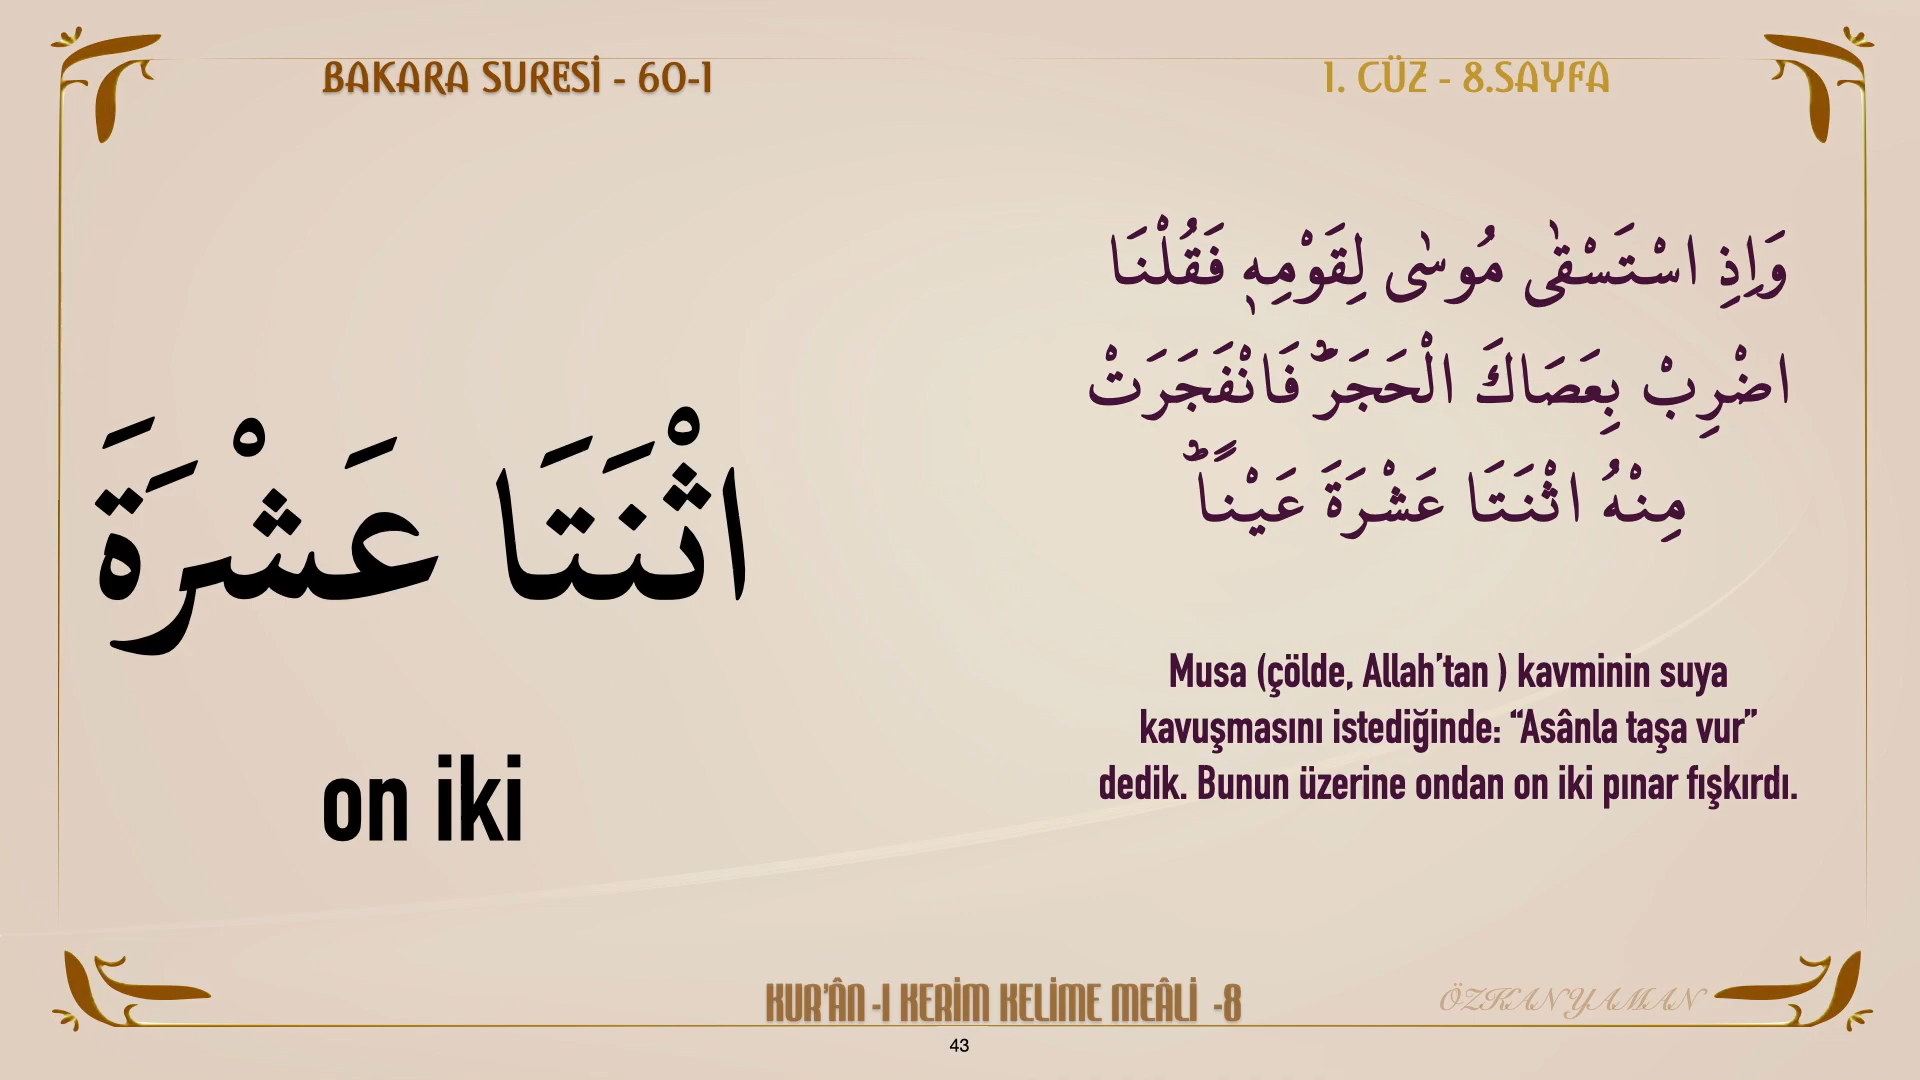 BAKARA SURESİ - 60-1
1. CÜZ - 8.SAYFA
وَاِذِ اسْتَسْقٰى مُوسٰى لِقَوْمِهٖ فَقُلْنَا
اضْرِبْ بِعَصَاكَ الْحَجَرَؕ فَانْفَجَرَتْ
مِنْهُ اثْنَتَا عَشْرَةَ عَيْناًؕ
اثْنَتَا عَشْرَةَ
on iki
Musa (çölde, Allah’tan ) kavminin suya
kavuşmasını istediğinde: “Asânla taşa vur”
dedik. Bunun üzerine ondan on iki pınar fışkırdı.
KUR’ÂN -I KERİM KELİME MEÂLİ -8
ÖZKANYAMAN
43